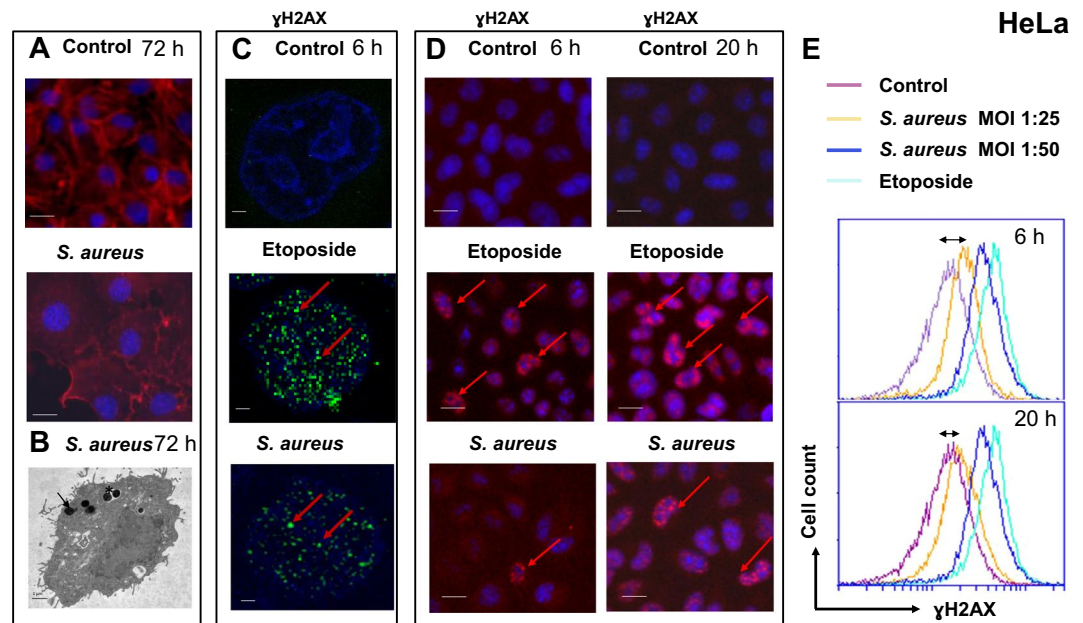 HeLa
A Control 72 h
S. aureus
B S. aureus 72 h
ɣH2AX
C Control 6 h
Etoposide
S. aureus
ɣH2AX ɣH2AX
D Control 6 h Control 20 h
Etoposide Etoposide
S. aureus S. aureus
E
Control
S. aureus MOI 1:25
S. aureus MOI 1:50
Etoposide
6 h
20 h
Cell count
ɣH2AX